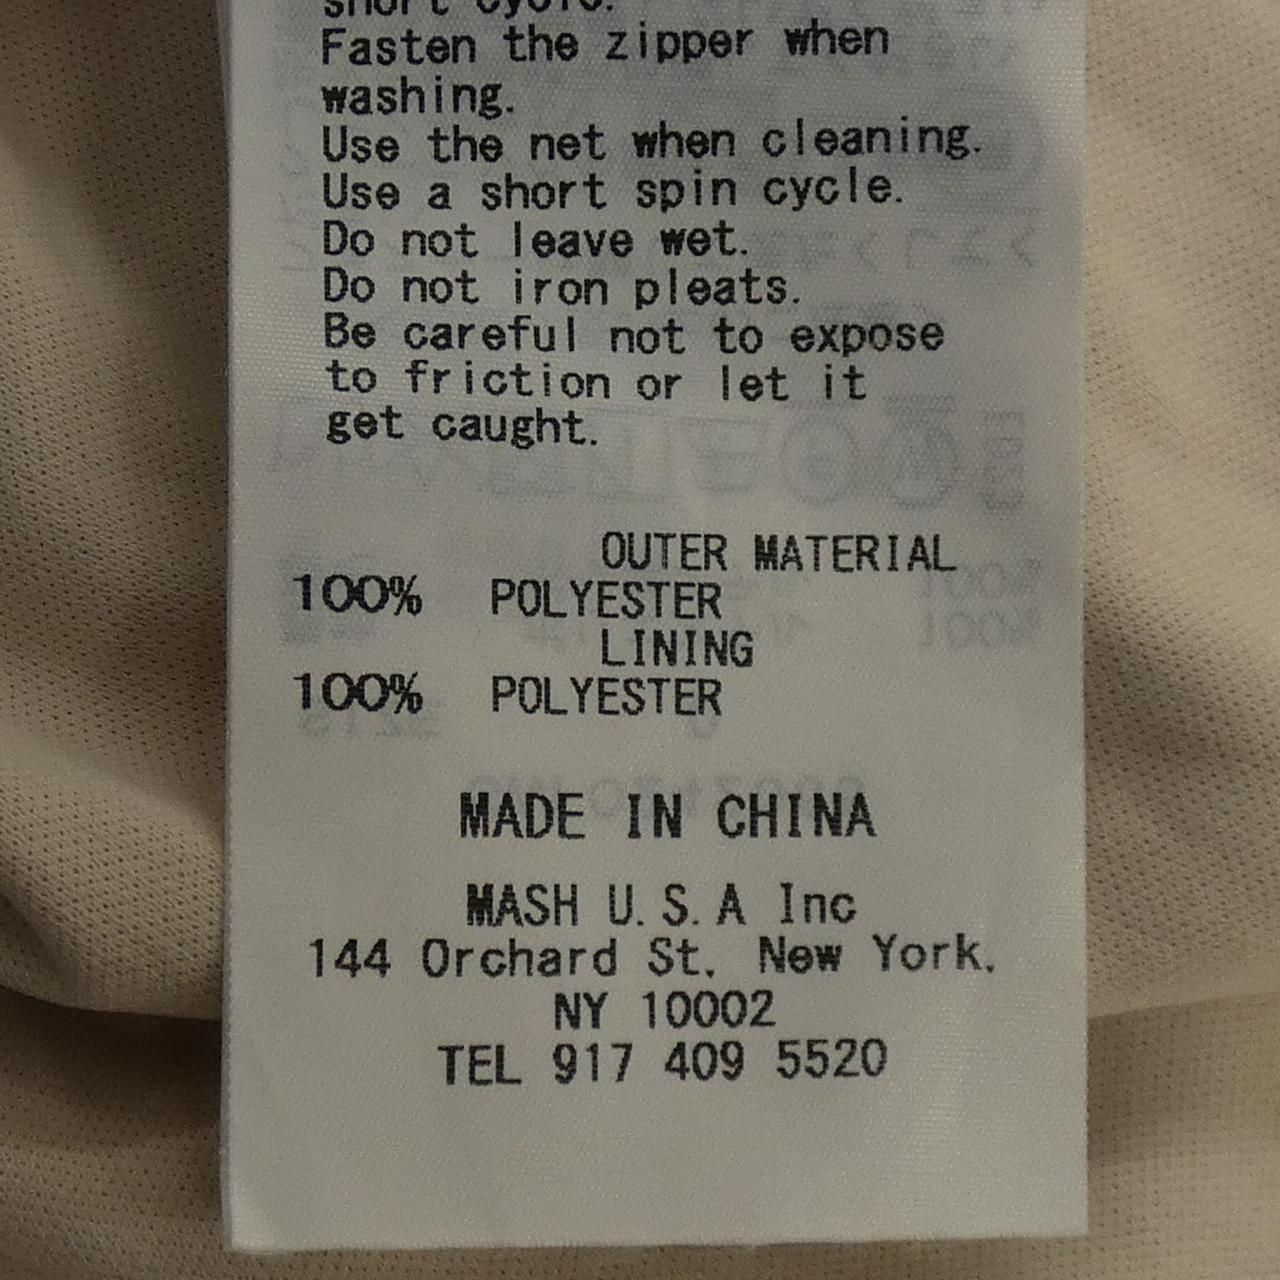 short cycle.
Fasten the zipper when
washing.
Use the net when cleaning.
Use a short spin cycle.
Do not leave wet.
Do not iron pleats.
Be careful not to expose
to friction or let it
get caught.
OUTER MATERIAL
100% POLYESTER
LINING
100% POLYESTER
MADE IN CHINA
MASH U.S.A Inc
144 Orchard St. New York.
NY 10002
TEL 917 409 5520